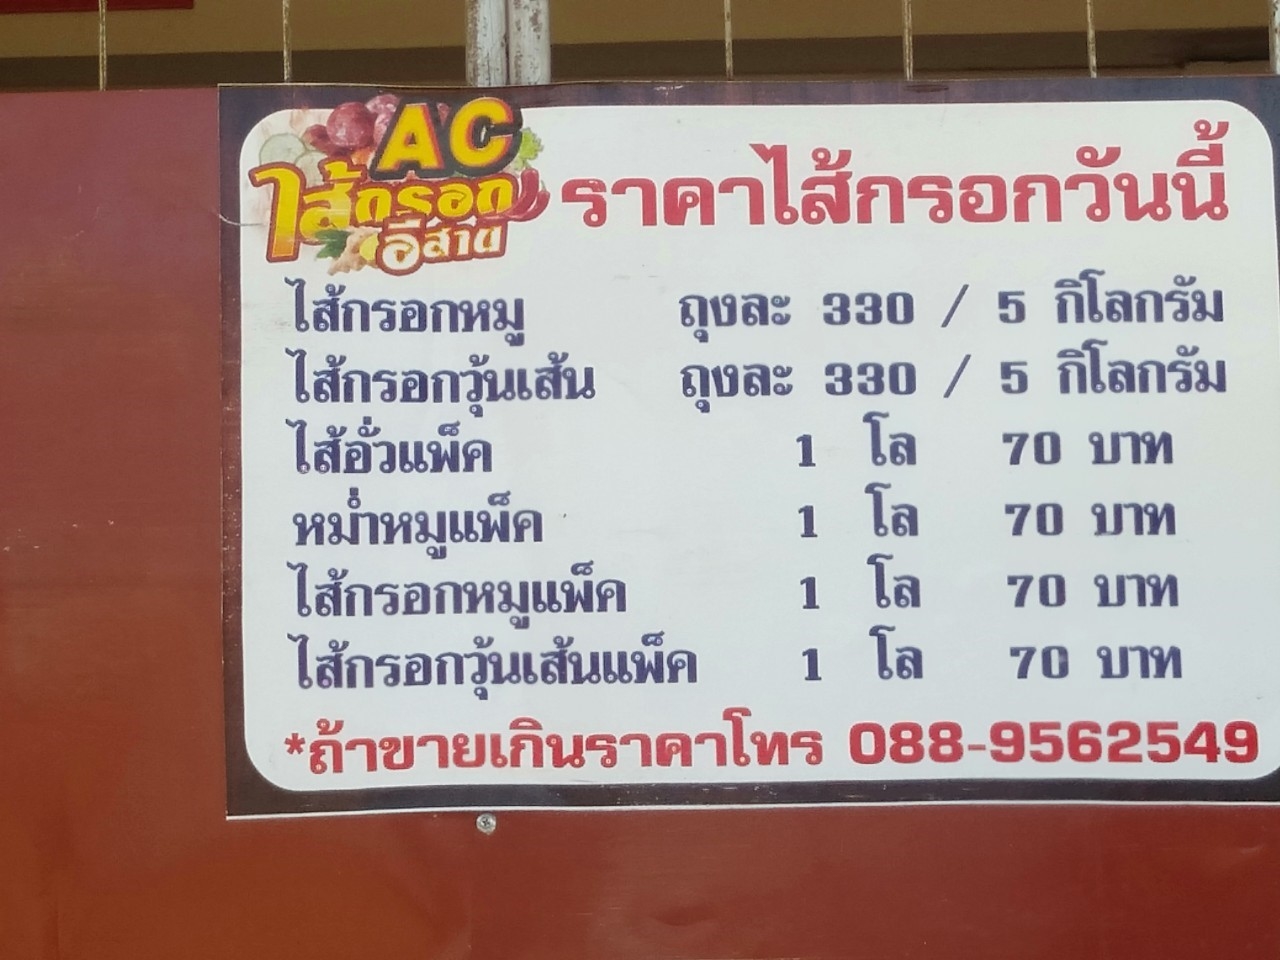 AC
ไส้กรอก
อีสาน
ราคาไส้กรอกวันนี้
ไส้กรอกหมู ถุงละ 330 / 5 กิโลกรัม
ไส้กรอกวุ้นเส้น ถุงละ 330 / 5 กิโลกรัม
ไส้อั่วแพ็ค 1 โล 70 บาท
หม่ำหมูแพ็ค 1 โล 70 บาท
ไส้กรอกหมูแพ็ค 1 โล 70 บาท
ไส้กรอกวุ้นเส้นแพ็ค 1 โล 70 บาท
*ถ้าขายเกินราคาโทร 088-9562549